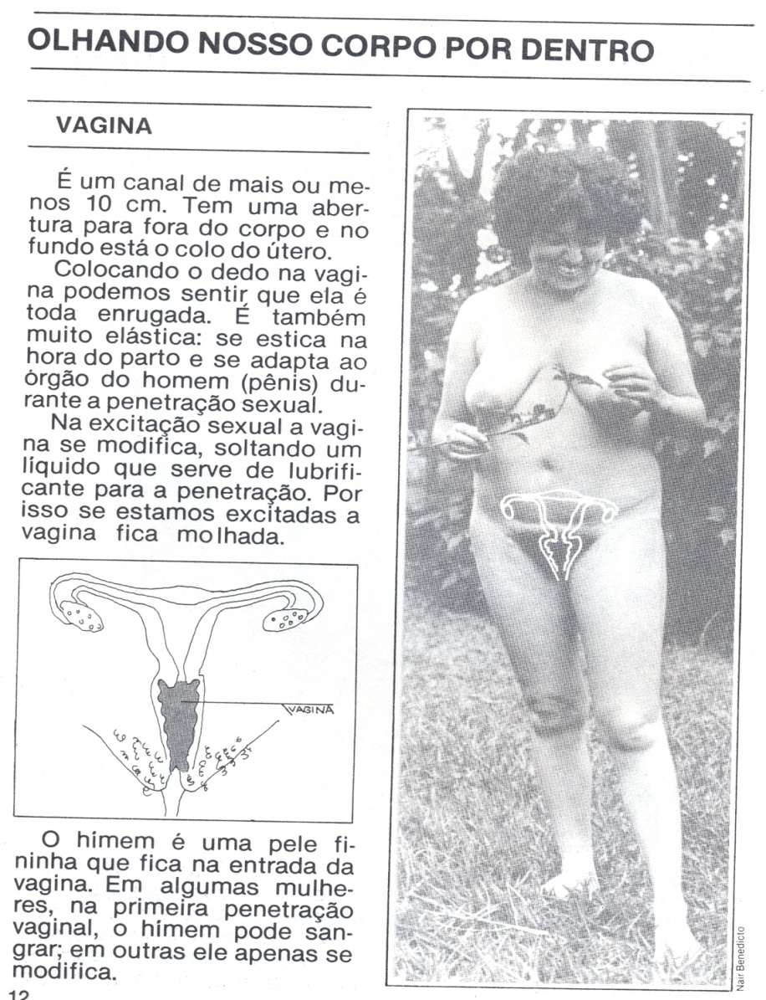 OLHANDO NOSSO CORPO POR DENTRO
VAGINA
É um canal de mais ou me-
nos 10 cm. Tem uma aber-
tura para fora do corpo e no
fundo está o colo do útero.
Colocando o dedo na vagi-
na podemos sentir que ela é
toda enrugada. É também
muito elástica: se estica na
hora do parto e se adapta ao
órgão do homem (pênis) du-
rante a penetração sexual.
Na excitação sexual a vagi-
na se modifica, soltando um
líquido que serve de lubrifi-
cante para a penetração. Por
isso se estamos excitadas a
vagina fica molhada.
VAGINA
O hímem é uma pele fi-
ninha que fica na entrada da
vagina. Em algumas mulhe-
res, na primeira penetração
vaginal, o hímem pode san-
grar; em outras ele apenas se
modifica.
12
Nair Benedicto